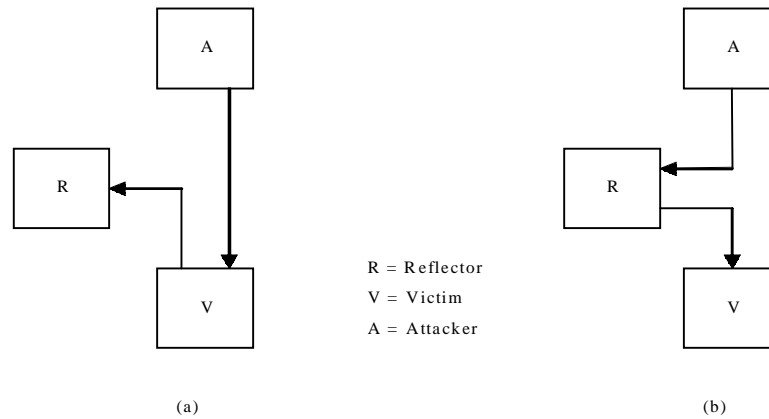 A
R
V
(a)
R = Reflector
V = Victim
A = Attacker
A
R
V
(b)